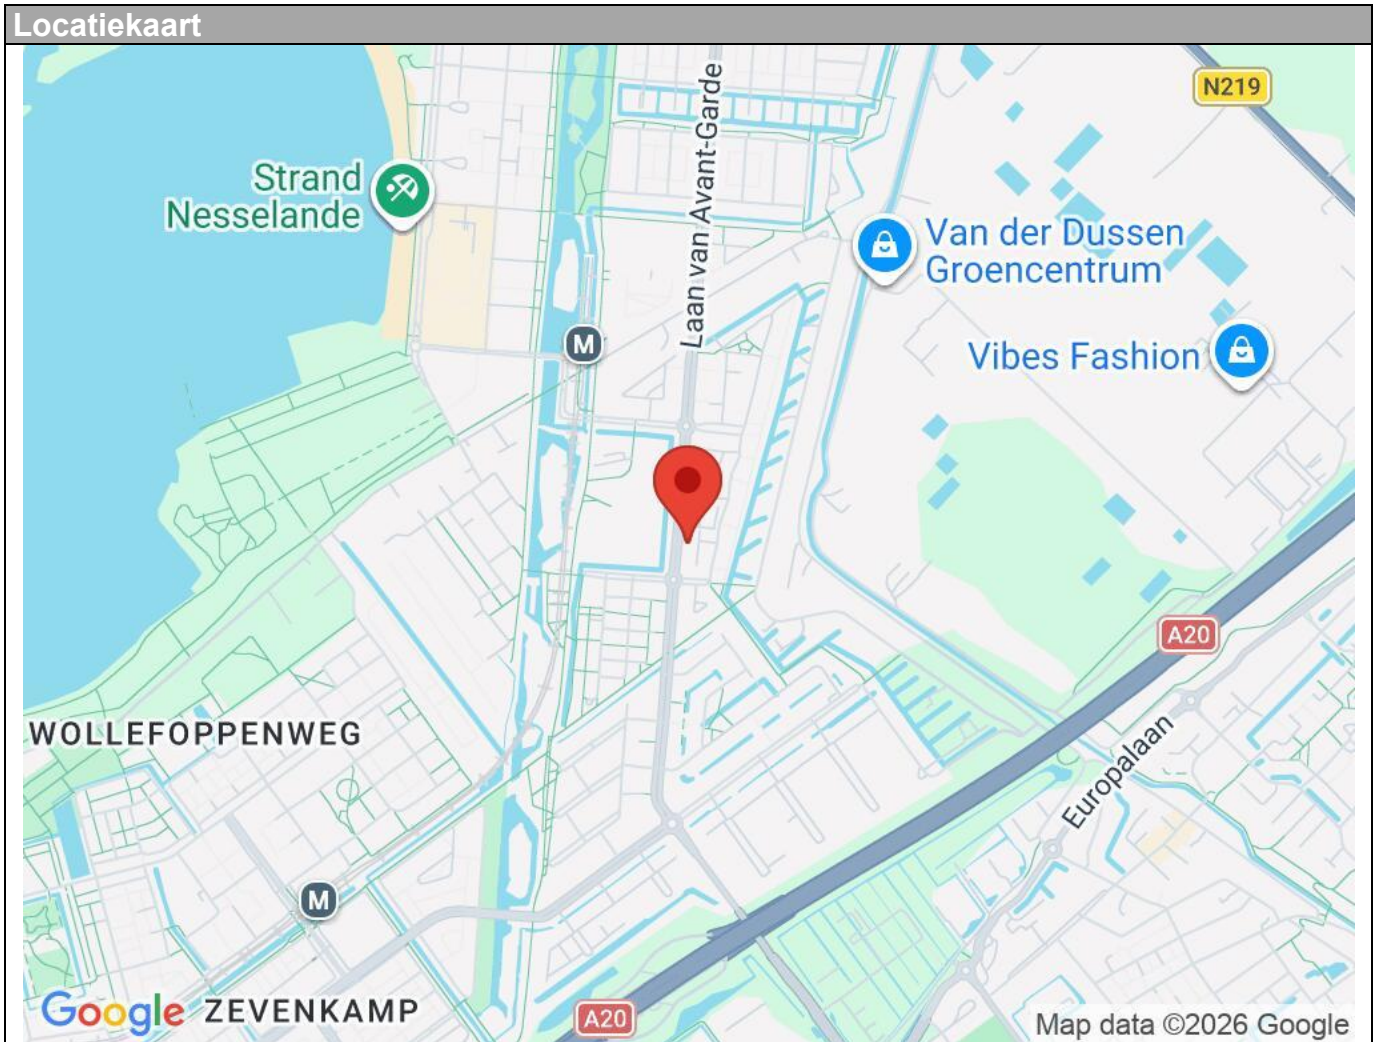 Locatiekaart
N219
Laan van Avant-Garde
Strand
Nesselande
Van der Dussen
Groencentrum
M
Vibes Fashion
A20
WOLLEFOPPENWEG
Europalaan
M
Google
ZEVENKAMP
A20
Map data ©2026 Google